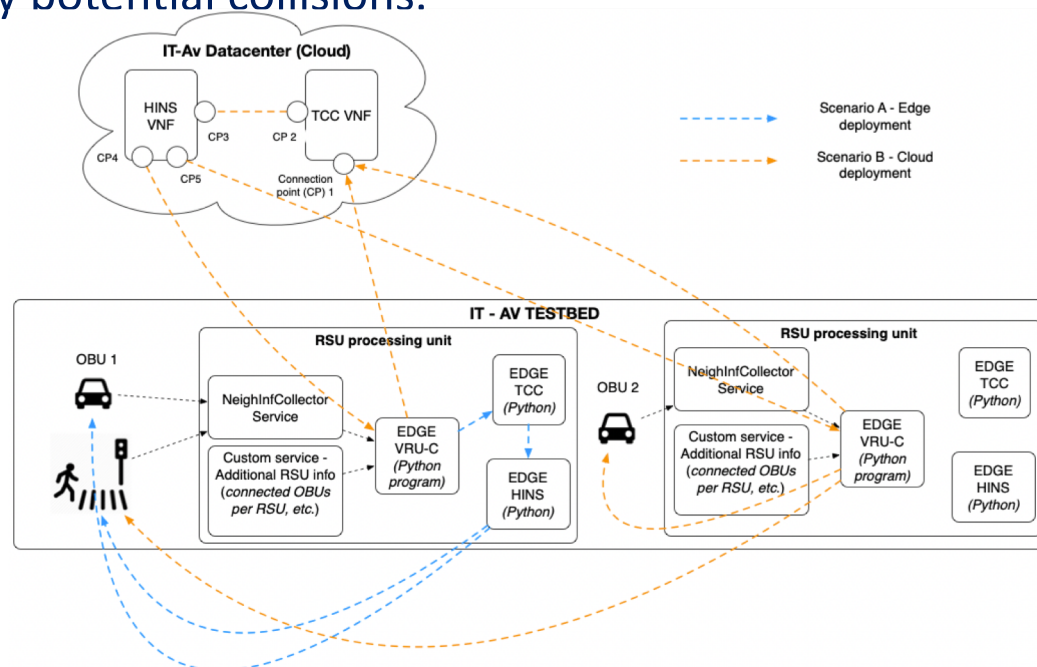 y potential collisions.
IT-Av Datacenter (Cloud)
HINS
VNF
TCC VNF
CP3
CP 2
CP4
CP5
Connection
point (CP) 1
Scenario A - Edge
deployment
Scenario B - Cloud
deployment
IT - AV TESTBED
RSU processing unit
OBU 1
NeighInfCollector
Service
Custom service -
Additional RSU info
(connected OBUs
per RSU, etc.)
EDGE
VRU-C
(Python
program)
EDGE
TCC
(Python)
EDGE
HINS
(Python)
RSU processing unit
OBU 2
NeighInfCollector
Service
Custom service -
Additional RSU info
(connected OBUs
per RSU, etc.)
EDGE
VRU-C
(Python
program)
EDGE
TCC
(Python)
EDGE
HINS
(Python)